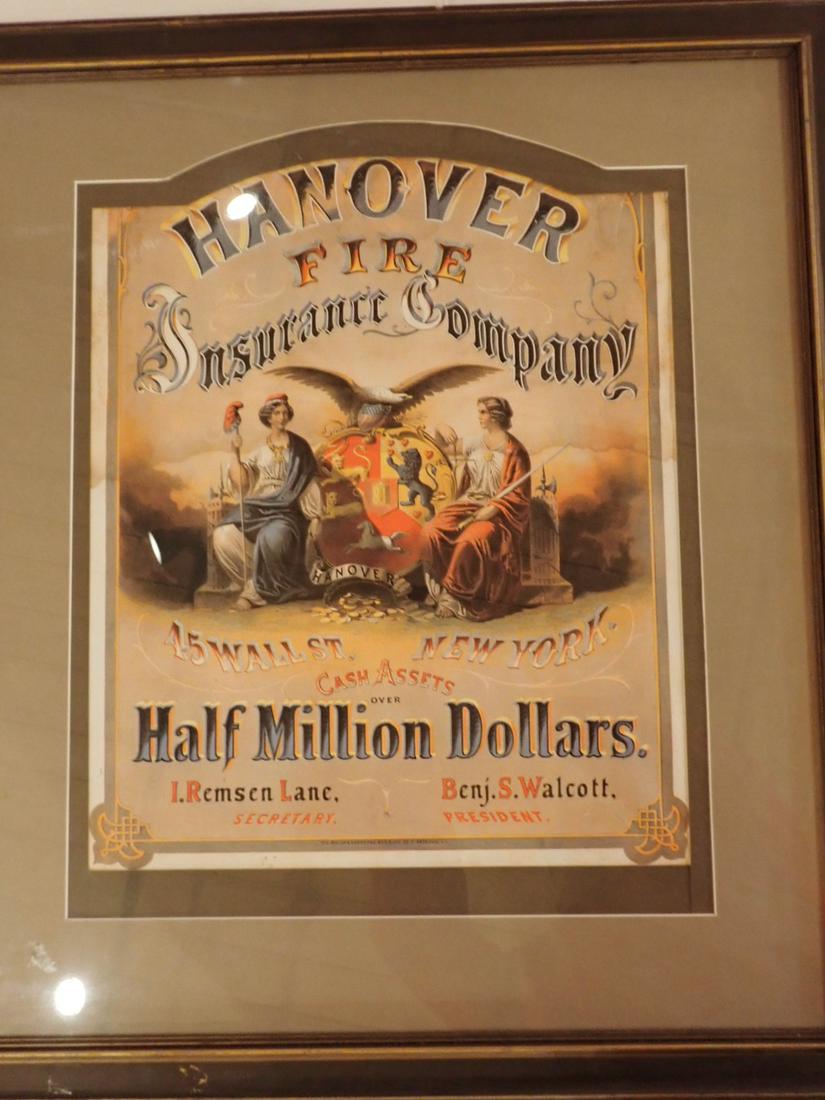 HANOVER
FIRE
Insurance Company
HANOVER
45 WALL ST. NEW YORK.
CASH ASSETS
OVER
Half Million Dollars.
I. Remsen Lane, Benj. S. Walcott,
SECRETARY. PRESIDENT.